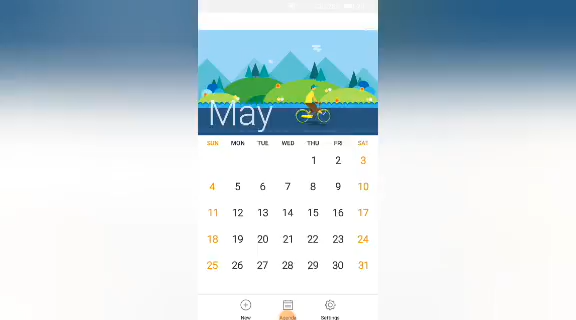 May
SUN MON TUE WED THU FRI SAT
1 2 3
4 5 6 7 8 9 10
11 12 13 14 15 16 17
18 19 20 21 22 23 24
25 26 27 28 29 30 31
New Agenda Settings